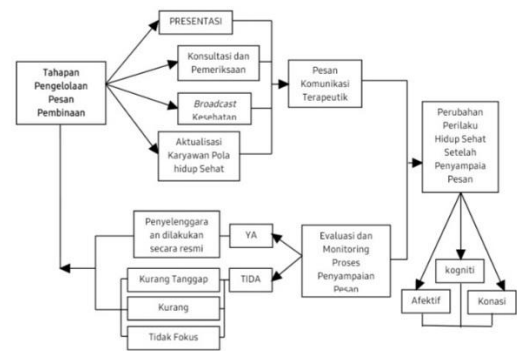 Tahapan
Pengelolaan
Pesan
Pembinaan
PRESENTASI
Konsultasi dan
Pemeriksaan
Broadcast
Kesehatan
Aktualisasi
Karyawan Pola
hidup Sehat
Pesan
Komunikasi
Terapeutik
Perubahan
Perilaku
Hidup Sehat
Setelah
Penyampaia
Pesan
Penyelenggara
an dilakukan
secara resmi
YA
Evaluasi dan
Monitoring
Proses
Penyampaian
Pesan
Kurang Tanggap
TIDA
Kurang
Tidak Fokus
Afektif
kogniti
Konasi